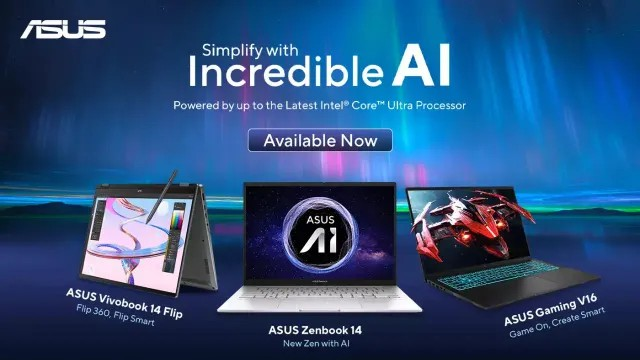 ASUS
Simplify with
Incredible AI
Powered by up to the Latest Intel® Core™ Ultra Processor
Available Now
ASUS
Ai
ASUS Vivobook 14 Flip
Flip 360, Flip Smart
ASUS Zenbook 14
New Zen with AI
ASUS Gaming V16
Game On, Create Smart